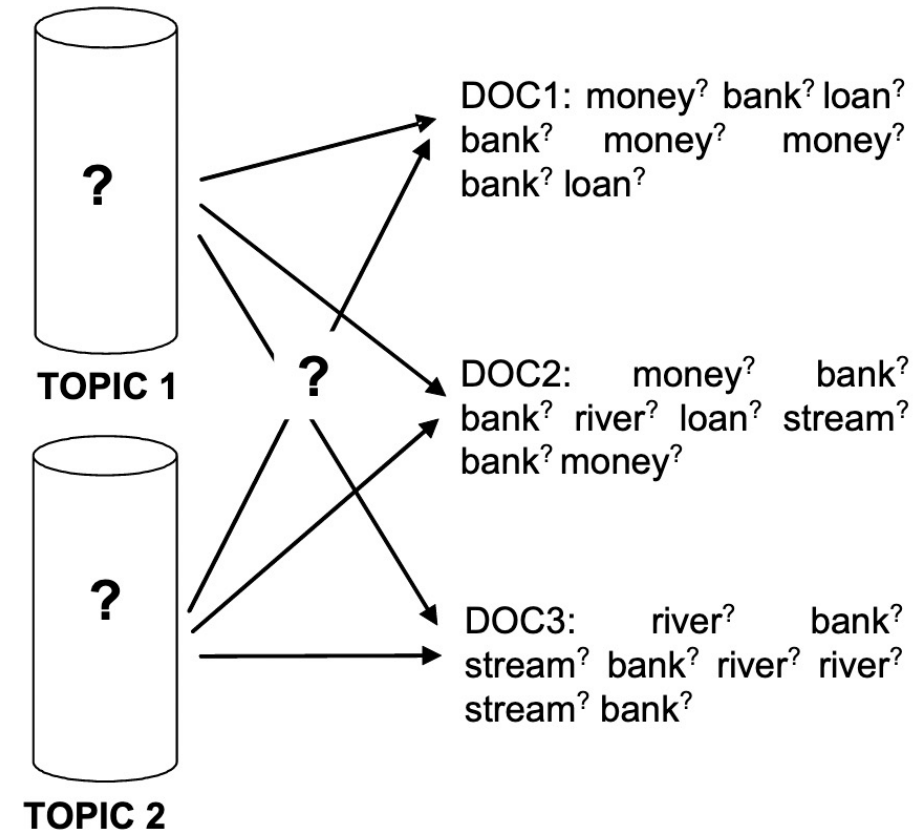 ?
TOPIC 1
?
TOPIC 2
?
DOC1: money? bank? loan?
bank? money? money?
bank? loan?
DOC2: money? bank?
bank? river? loan? stream?
bank? money?
DOC3: river? bank?
stream? bank? river? river?
stream? bank?